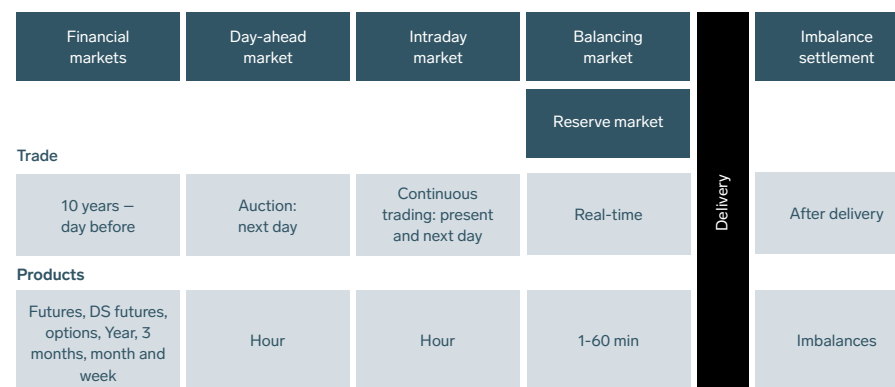 Financial
markets
Day-ahead
market
Intraday
market
Balancing
market
Imbalance
settlement
Reserve market
Trade
10 years –
day before
Auction:
next day
Continuous
trading: present
and next day
Real-time
Delivery
After delivery
Products
Futures, DS futures,
options, Year, 3
months, month and
week
Hour
Hour
1-60 min
Imbalances